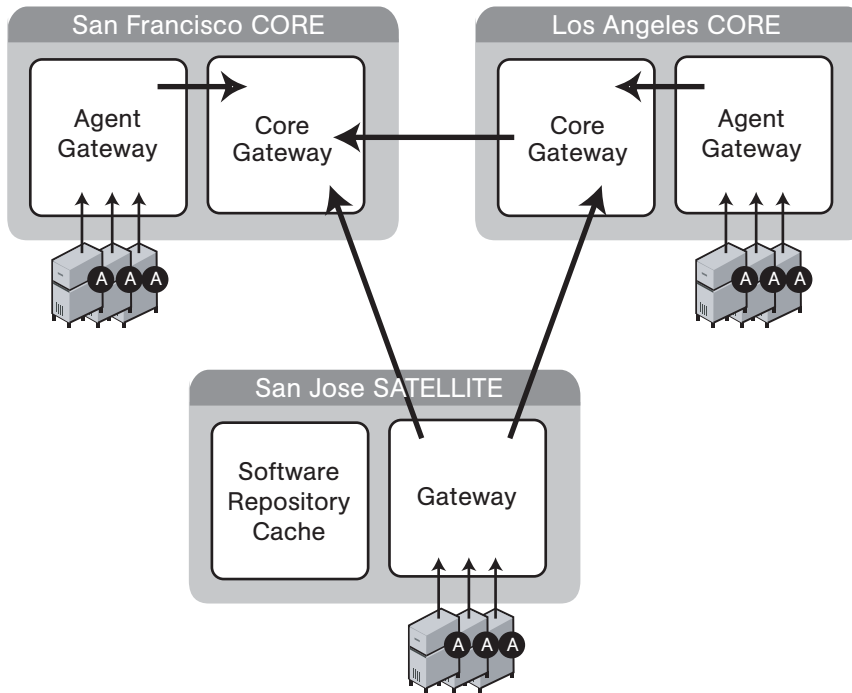 San Francisco CORE
Agent
Gateway
Core
Gateway
A A A
Los Angeles CORE
Core
Gateway
Agent
Gateway
A A A
San Jose SATELLITE
Software
Repository
Cache
Gateway
A A A